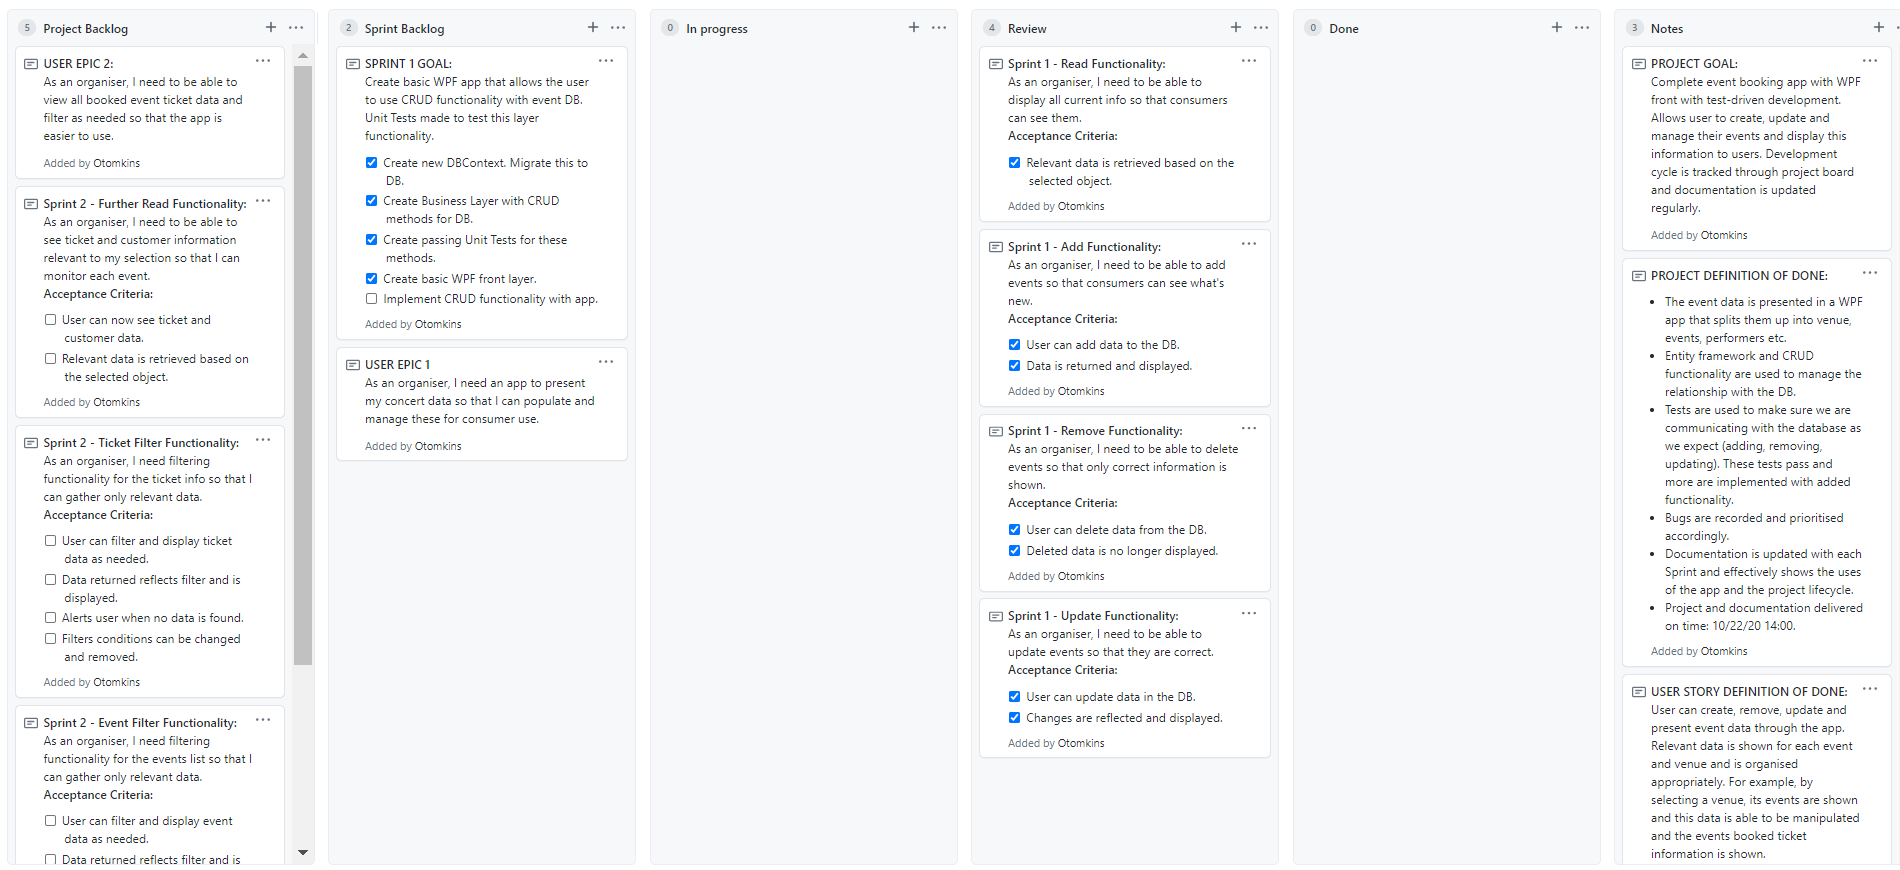 5 Project Backlog
USER EPIC 2:
As an organiser, I need to be able to
view all booked event ticket data and
filter as needed so that the app is
easier to use.
Added by Otomkins
Sprint 2 - Further Read Functionality:
As an organiser, I need to be able to
see ticket and customer information
relevant to my selection so that I can
monitor each event.
Acceptance Criteria:
User can now see ticket and
customer data.
Relevant data is retrieved based on
the selected object.
Added by Otomkins
Sprint 2 - Ticket Filter Functionality:
As an organiser, I need filtering
functionality for the ticket info so that I
can gather only relevant data.
Acceptance Criteria:
User can filter and display ticket
data as needed.
Data returned reflects filter and is
displayed.
Alerts user when no data is found.
Filters conditions can be changed
and removed.
Added by Otomkins
Sprint 2 - Event Filter Functionality:
As an organiser, I need filtering
functionality for the events list so that I
can gather only relevant data.
Acceptance Criteria:
User can filter and display event
data as needed.
Data returned reflects filter and is
2 Sprint Backlog
SPRINT 1 GOAL:
Create basic WPF app that allows the user
to use CRUD functionality with event DB.
Unit Tests made to test this layer
functionality.
Create new DBContext. Migrate this to
DB.
Create Business Layer with CRUD
methods for DB.
Create passing Unit Tests for these
methods.
Create basic WPF front layer.
Implement CRUD functionality with app.
Added by Otomkins
USER EPIC 1
As an organiser, I need an app to present
my concert data so that I can populate and
manage these for consumer use.
Added by Otomkins
0 In progress
4 Review
Sprint 1 - Read Functionality:
As an organiser, I need to be able to
display all current info so that consumers
can see them.
Acceptance Criteria:
Relevant data is retrieved based on the
selected object.
Added by Otomkins
Sprint 1 - Add Functionality:
As an organiser, I need to be able to add
events so that consumers can see what's
new.
Acceptance Criteria:
User can add data to the DB.
Data is returned and displayed.
Added by Otomkins
Sprint 1 - Remove Functionality:
As an organiser, I need to be able to delete
events so that only correct information is
shown.
Acceptance Criteria:
User can delete data from the DB.
Deleted data is no longer displayed.
Added by Otomkins
Sprint 1 - Update Functionality:
As an organiser, I need to be able to
update events so that they are correct.
Acceptance Criteria:
User can update data in the DB.
Changes are reflected and displayed.
Added by Otomkins
0 Done
3 Notes
PROJECT GOAL:
Complete event booking app with WPF
front with test-driven development.
Allows user to create, update and
manage their events and display this
information to users. Development
cycle is tracked through project board
and documentation is updated
regularly.
Added by Otomkins
PROJECT DEFINITION OF DONE:
• The event data is presented in a WPF
app that splits them up into venue,
events, performers etc.
• Entity framework and CRUD
functionality are used to manage the
relationship with the DB.
• Tests are used to make sure we are
communicating with the database as
we expect (adding, removing,
updating). These tests pass and
more are implemented with added
functionality.
• Bugs are recorded and prioritised
accordingly.
• Documentation is updated with each
Sprint and effectively shows the uses
of the app and the project lifecycle.
• Project and documentation delivered
on time: 10/22/20 14:00.
Added by Otomkins
USER STORY DEFINITION OF DONE:
User can create, remove, update and
present event data through the app.
Relevant data is shown for each event
and venue and is organised
appropriately. For example, by
selecting a venue, its events are shown
and this data is able to be manipulated
and the events booked ticket
information is shown.